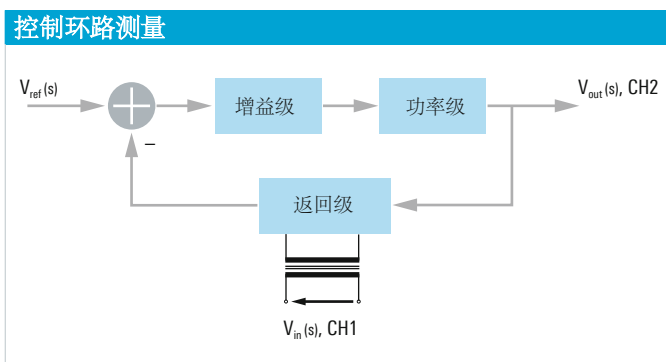 控制环路测量
Vref (s)
增益级
功率级
Vout (s), CH2
–
返回级
Vin (s), CH1